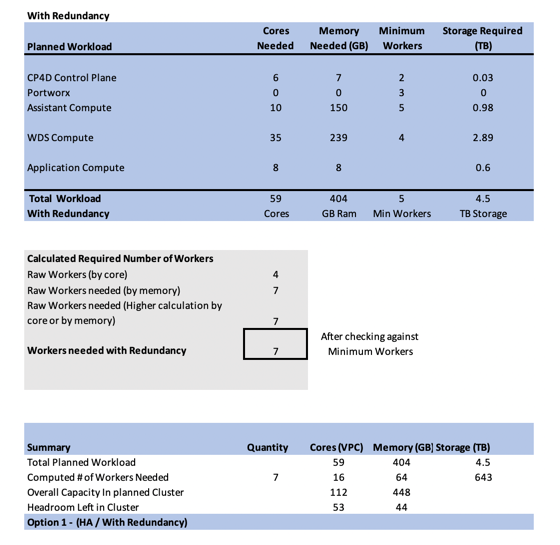 With Redundancy
Cores Memory Minimum Storage Required
Planned Workload Needed Needed (GB) Workers (TB)
CP4D Control Plane 6 7 2 0.03
Portworx 0 0 3 0
Assistant Compute 10 150 5 0.98
WDS Compute 35 239 4 2.89
Application Compute 8 8 0.6
Total Workload 59 404 5 4.5
With Redundancy Cores GB Ram Min Workers TB Storage
Calculated Required Number of Workers
Raw Workers (by core) 4
Raw Workers needed (by memory) 7
Raw Workers needed (Higher calculation by
core or by memory) 7
After checking against
Workers needed with Redundancy 7 Minimum Workers
Summary Quantity Cores (VPC) Memory (GB) Storage (TB)
Total Planned Workload 59 404 4.5
Computed # of Workers Needed 7 16 64 643
Overall Capacity In planned Cluster 112 448
Headroom Left in Cluster 53 44
Option 1 - (HA / With Redundancy)